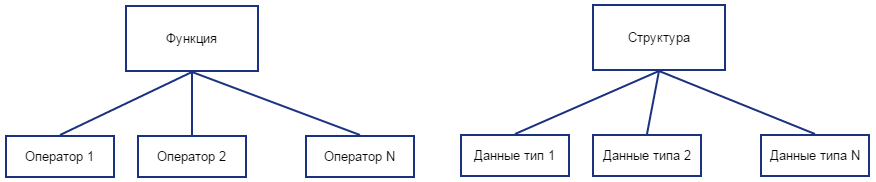 Функция
Структура
Оператор 1
Оператор 2
Оператор N
Данные тип 1
Данные типа 2
Данные типа N